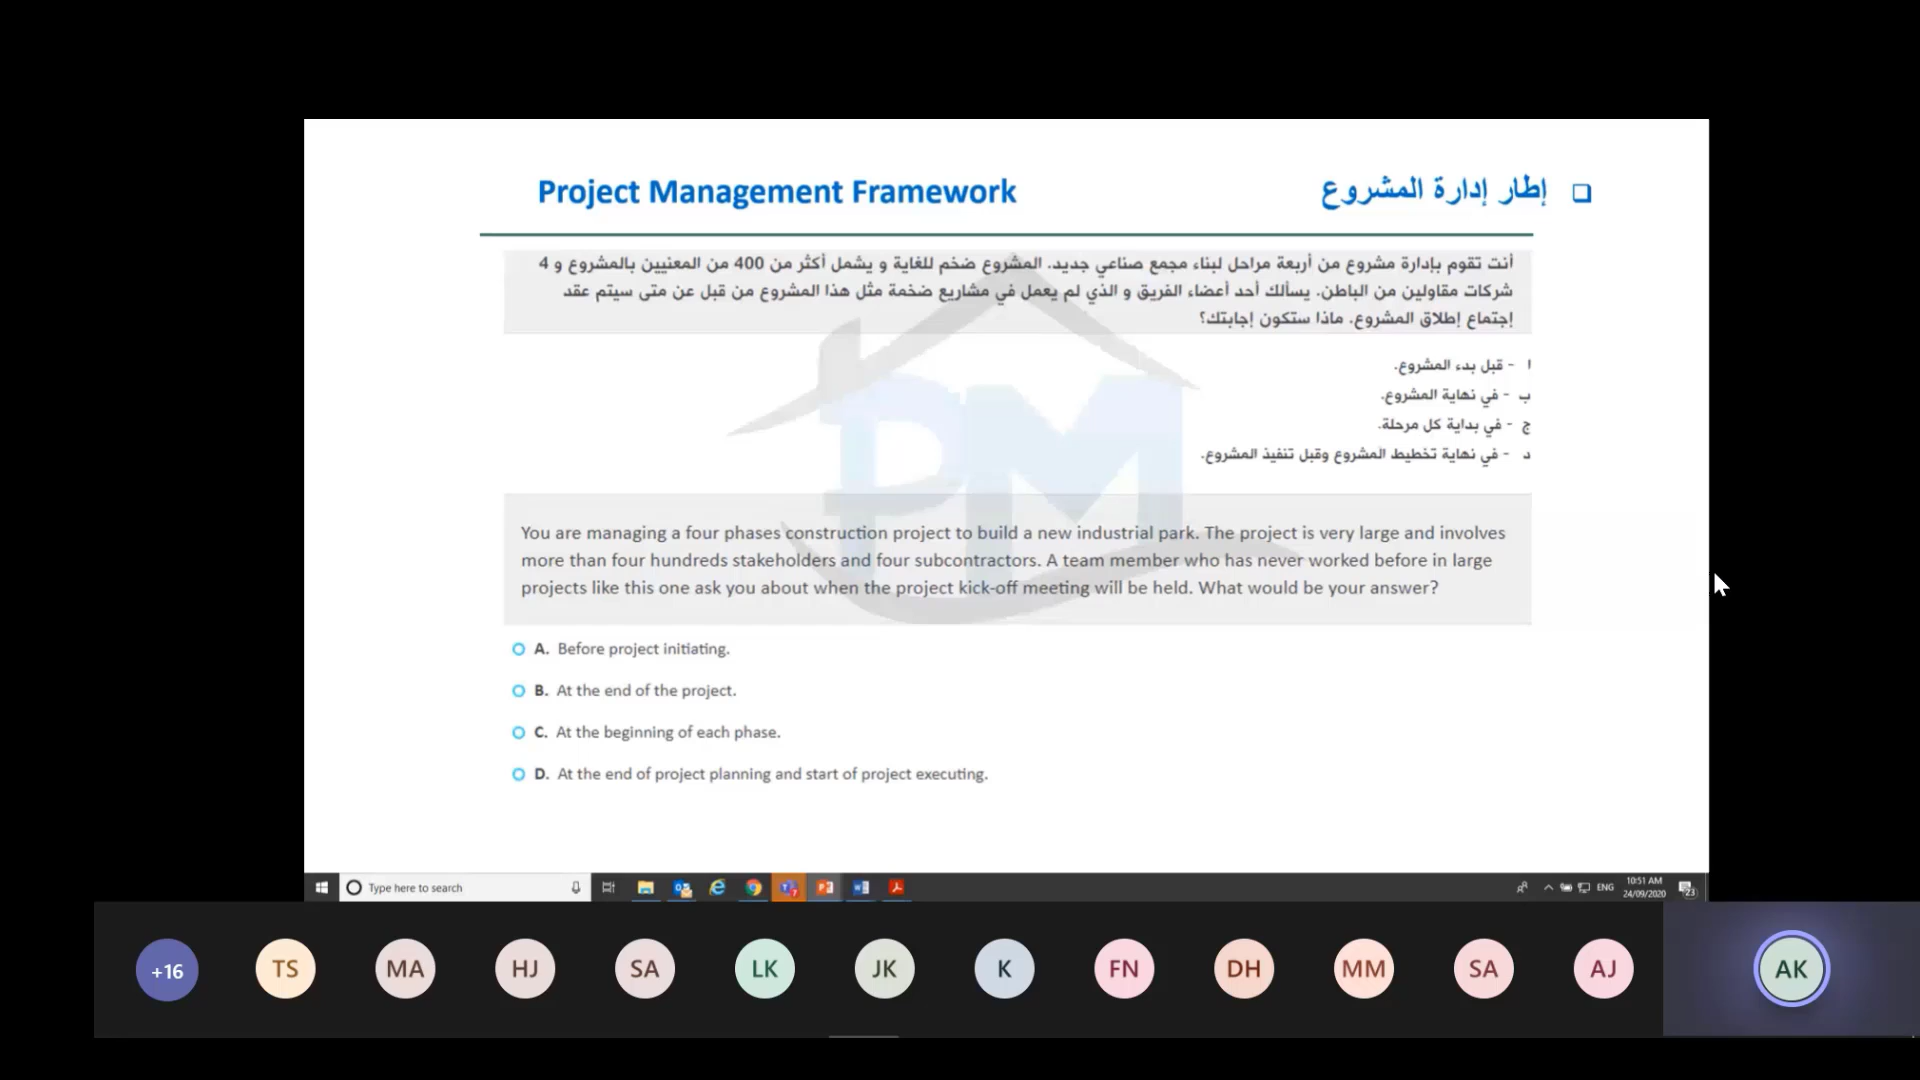 Project Management Framework
❑ إطار إدارة المشروع
أنت تقوم بإدارة مشروع من أربعة مراحل لبناء مجمع صناعي جديد. المشروع ضخم للغاية و يشمل أكثر من 400 من المعنيين بالمشروع و 4
شركات مقاولين من الباطن. يسألك أحد أعضاء الفريق و الذي لم يعمل في مشاريع ضخمة مثل هذا المشروع من قبل عن متى سيتم عقد
إجتماع إطلاق المشروع. ماذا ستكون إجابتك؟
ا - قبل بدء المشروع.
ب - في نهاية المشروع.
ج - في بداية كل مرحلة.
د - في نهاية تخطيط المشروع وقبل تنفيذ المشروع.
PM
You are managing a four phases construction project to build a new industrial park. The project is very large and involves
more than four hundreds stakeholders and four subcontractors. A team member who has never worked before in large
projects like this one ask you about when the project kick-off meeting will be held. What would be your answer?
A. Before project initiating.
B. At the end of the project.
C. At the beginning of each phase.
D. At the end of project planning and start of project executing.
Type here to search
ENG
10:51 AM
24/09/2020
23
+16 TS MA HJ SA LK JK K FN DH MM SA AJ AK